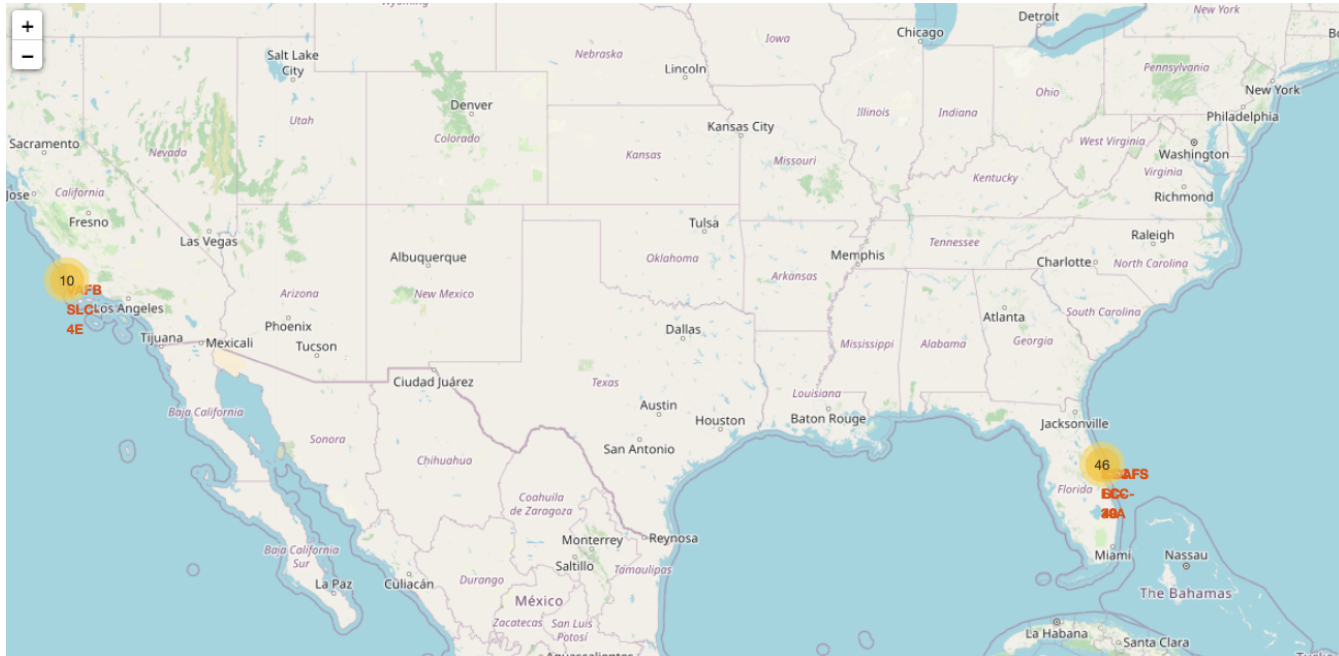 +
−
Wyoming
Iowa
Chicago
Detroit
New York
Salt Lake
City
Nebraska
Lincoln
Pennsylvania
New York
Denver
Utah
Illinois
Indiana
Ohio
Philadelphia
Sacramento
Nevada
Colorado
Kansas City
Kansas
Missouri
West Virginia
Washington
Jose
California
Kentucky
Virginia
Richmond
Fresno
Las Vegas
Tulsa
Raleigh
Albuquerque
Oklahoma
Memphis
Tennessee
Charlotte
North Carolina
10
Arizona
New Mexico
Arkansas
SLC-
4E
Los Angeles
South Carolina
Phoenix
Dallas
Atlanta
Tijuana
Mexicali
Tucson
Mississippi
Alabama
Georgia
Ciudad Juárez
Texas
Louisiana
Baja California
Austin
Houston
Baton Rouge
Jacksonville
Sonora
San Antonio
Chihuahua
46
Florida
Coahuila
de Zaragoza
Baja California
Sur
Monterrey
Reynosa
Saltillo
Miami
Nassau
La Paz
Culiacán
Durango
Tamaulipas
The Bahamas
México
Zacatecas
San Luis
Potosí
La Habana
Santa Clara
Aguascalientes